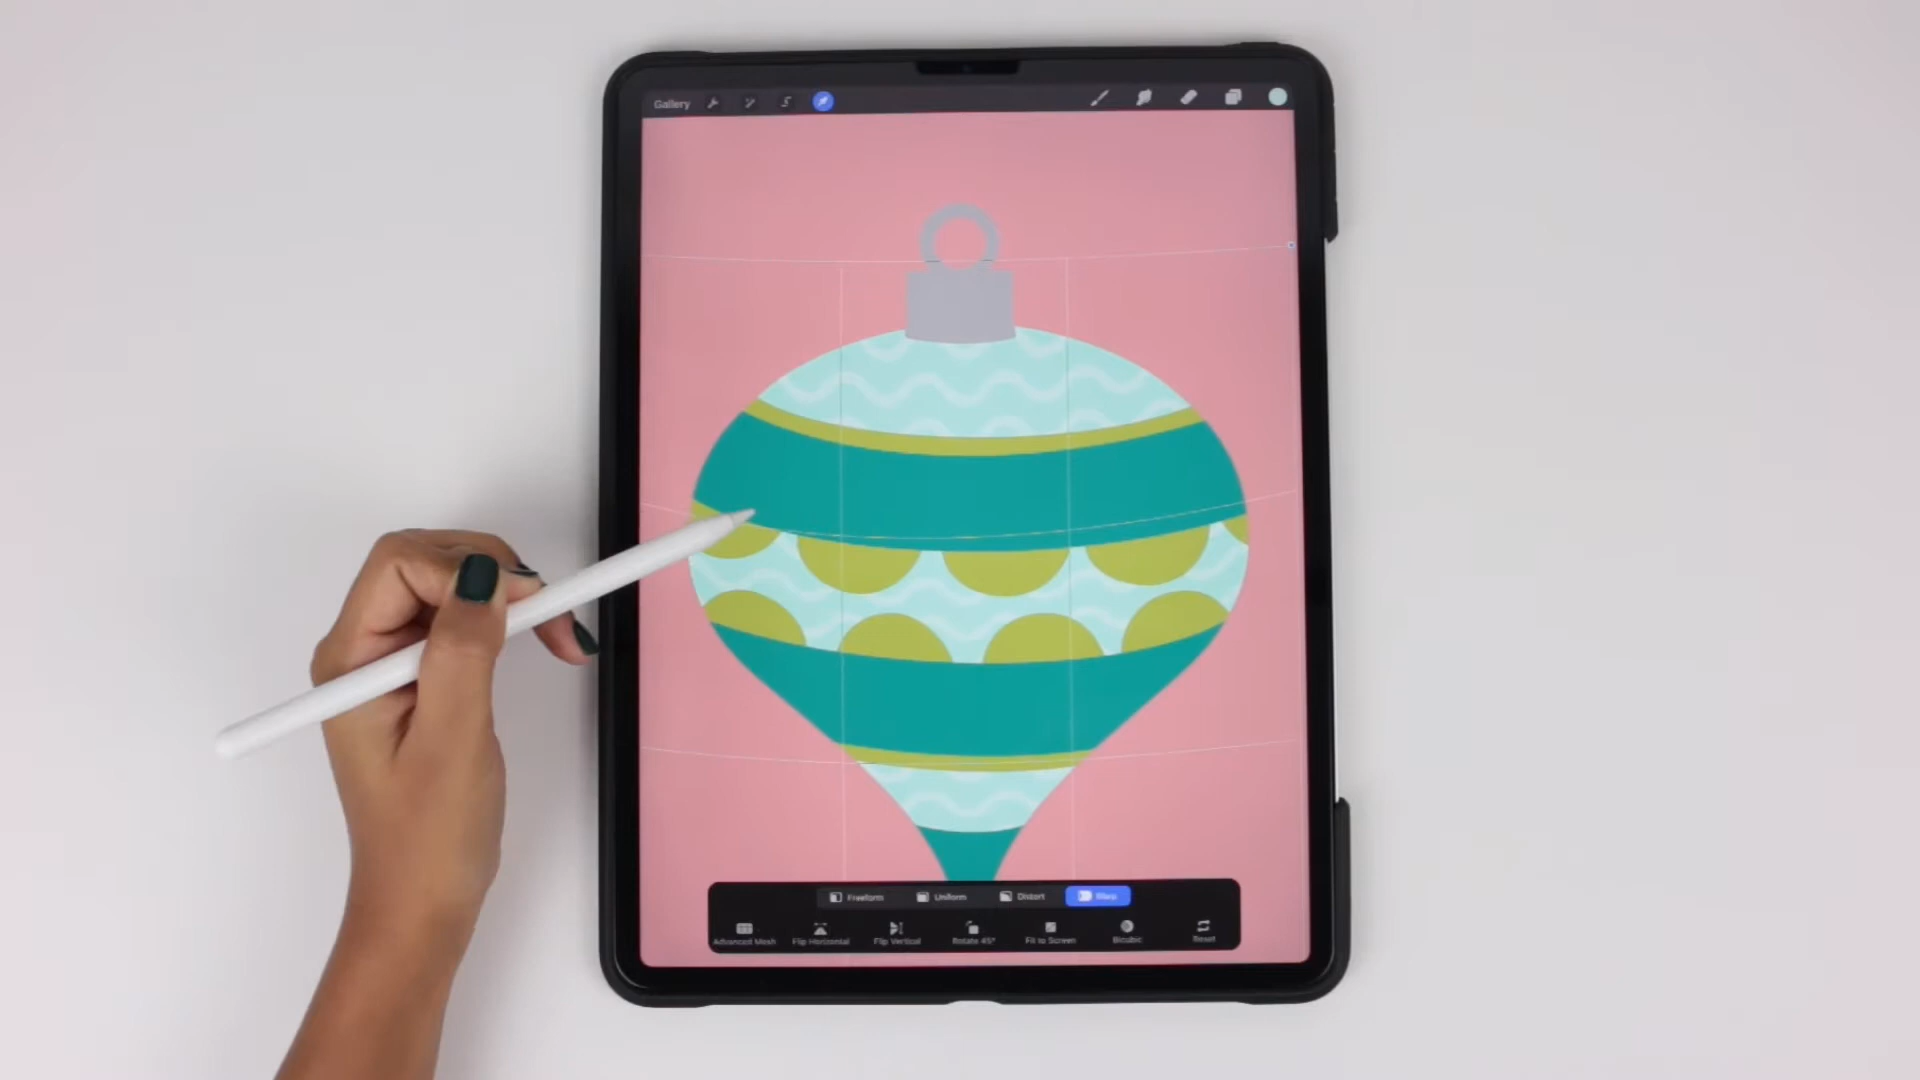 Gallery
Freeform Uniform Distort Warp
Advanced Mesh Flip Horizontal Flip Vertical Rotate 45° Fit to Screen Bicubic Reset